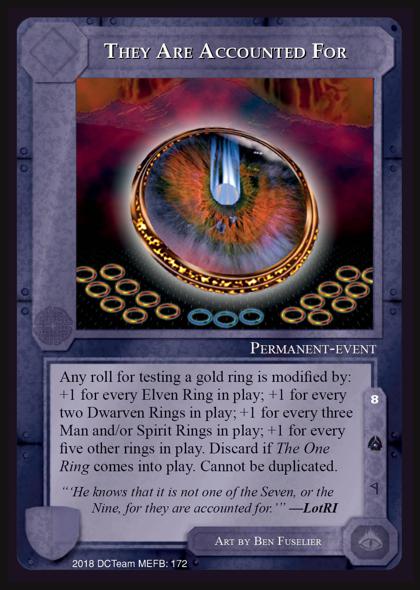 They Are Accounted For
Permanent-event
Any roll for testing a gold ring is modified by:
+1 for every Elven Ring in play; +1 for every
two Dwarven Rings in play; +1 for every three
Man and/or Spirit Rings in play; +1 for every
five other rings in play. Discard if The One
Ring comes into play. Cannot be duplicated.
8
“‘He knows that it is not one of the Seven, or the
Nine, for they are accounted for.’” —LotRI
Art by Ben Fuselier
2018 DCTeam MEFB: 172